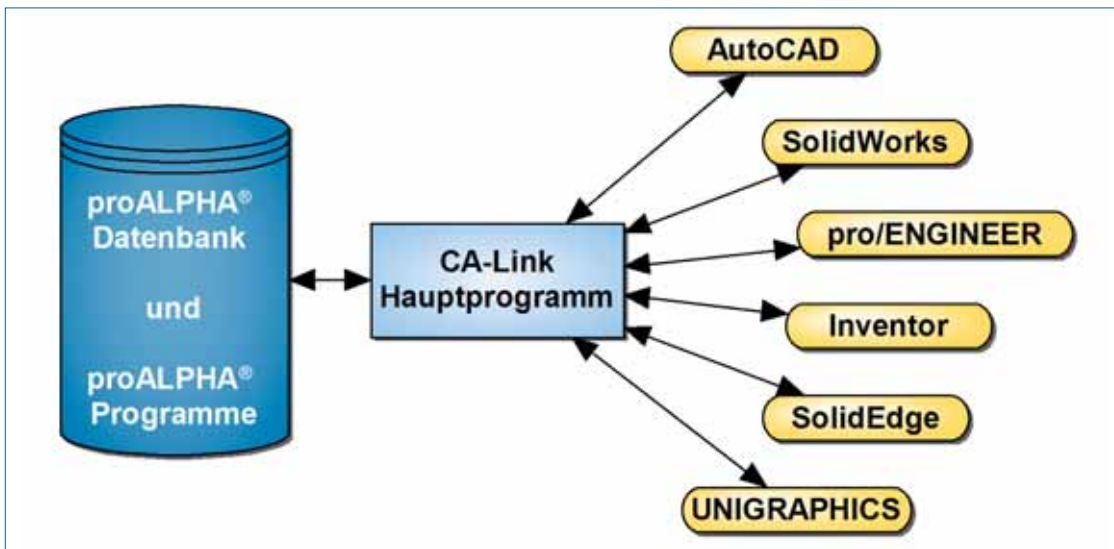 proALPHA®
Datenbank
und
proALPHA®
Programme
CA-Link
Hauptprogramm
AutoCAD
SolidWorks
pro/ENGINEER
Inventor
SolidEdge
UNIGRAPHICS